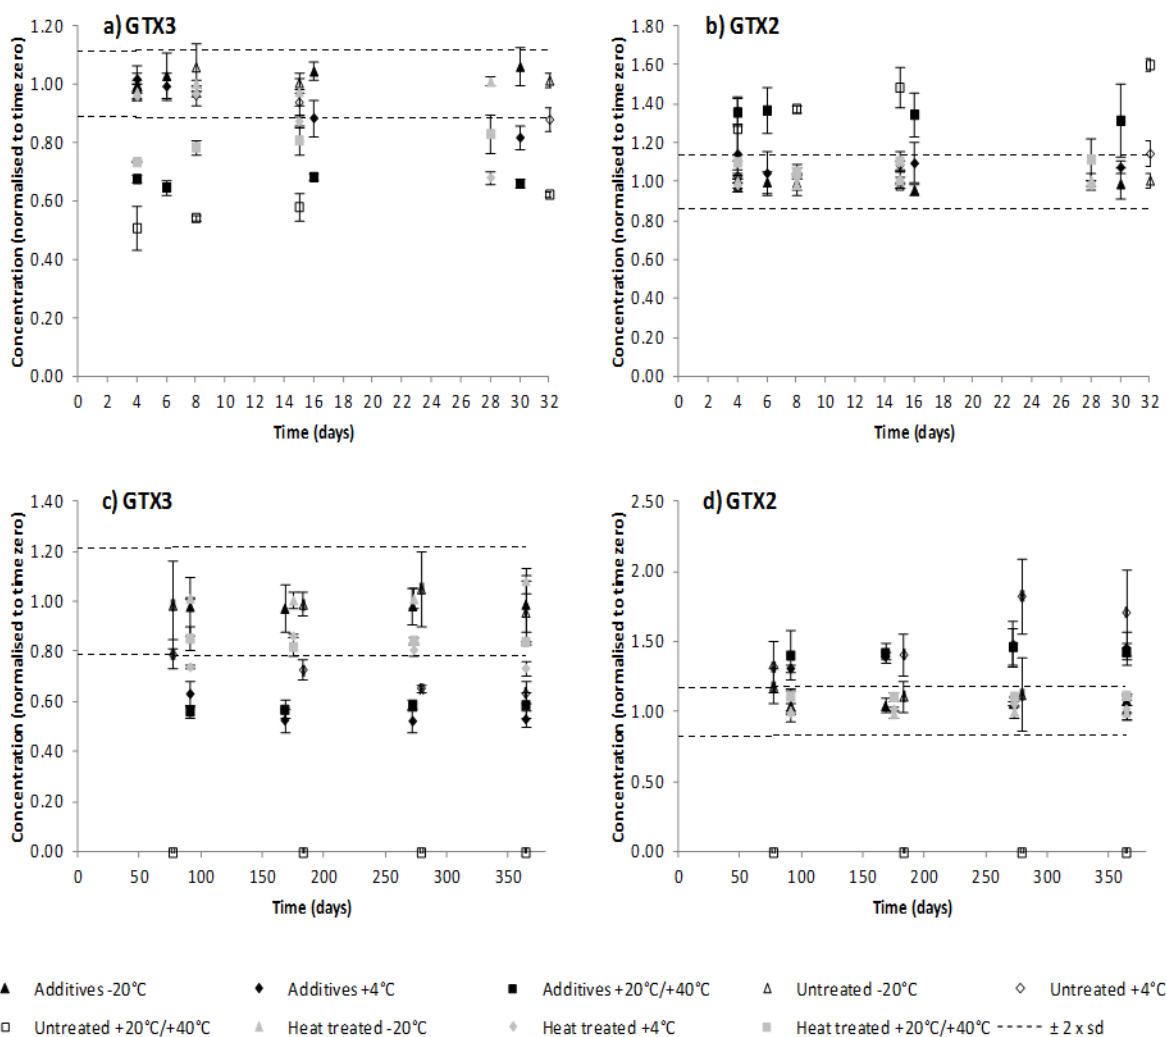 a) GTX3
Concentration (normalised to time zero)
1.20
1.00
0.80
0.60
0.40
0.20
0.00
0 2 4 6 8 10 12 14 16 18 20 22 24 26 28 30 32
Time (days)
b) GTX2
Concentration (normalised to time zero)
1.80
1.60
1.40
1.20
1.00
0.80
0.60
0.40
0.20
0.00
0 2 4 6 8 10 12 14 16 18 20 22 24 26 28 30 32
Time (days)
c) GTX3
Concentration (normalised to time zero)
1.40
1.20
1.00
0.80
0.60
0.40
0.20
0.00
0 50 100 150 200 250 300 350
Time (days)
d) GTX2
Concentration (normalised to time zero)
2.50
2.00
1.50
1.00
0.50
0.00
0 50 100 150 200 250 300 350
Time (days)
Additives -20°C Additives +4°C Additives +20°C/+40°C Untreated -20°C Untreated +4°C
Untreated +20°C/+40°C Heat treated -20°C Heat treated +4°C Heat treated +20°C/+40°C ± 2 x sd